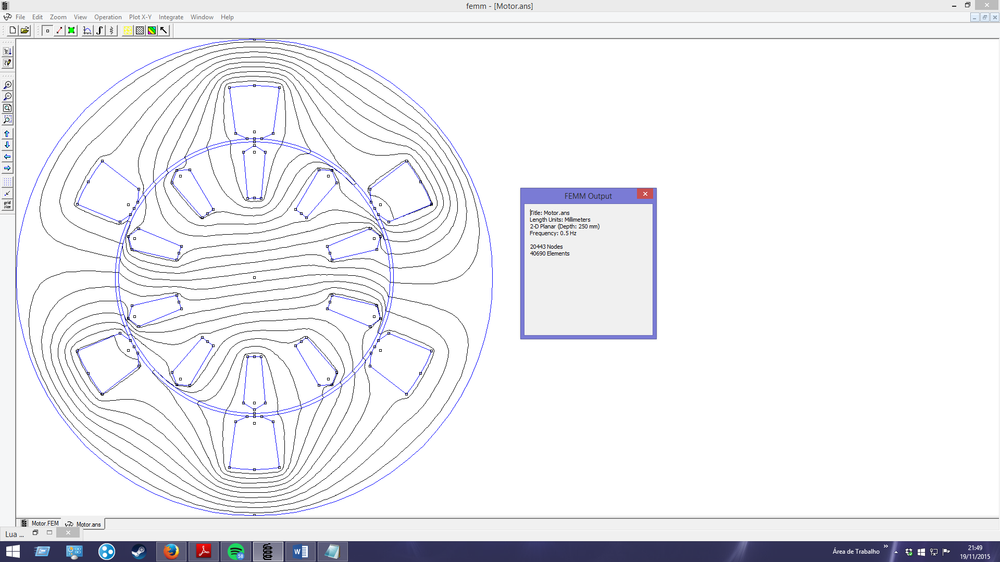 femm - [Motor.ans]
File Edit Zoom View Operation Plot X-Y Integrate Window Help
grid
size
FEMM Output
Title: Motor.ans
Length Units: Millimeters
2-D Planar (Depth: 250 mm)
Frequency: 0.5 Hz
20443 Nodes
40690 Elements
Motor.FEM Motor.ans
Lua ...
58
Área de Trabalho
21:49
19/11/2015